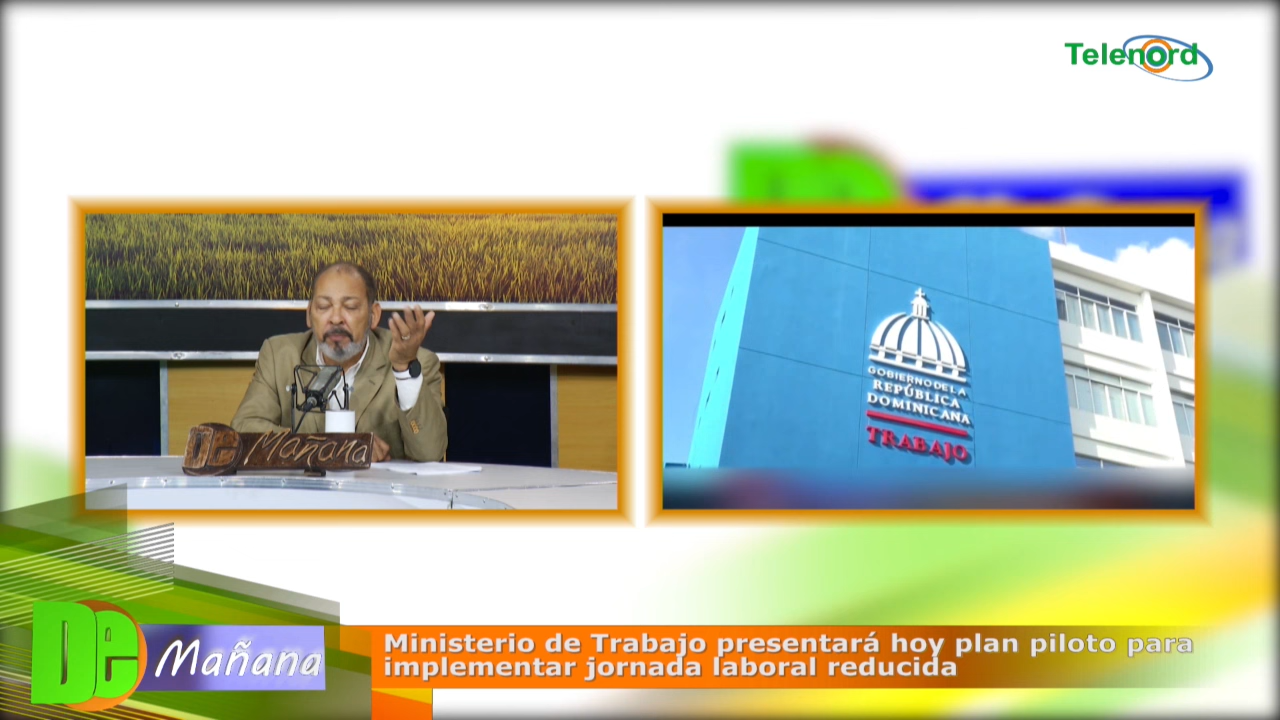 Telenord
GOBIERNO DE LA
REPÚBLICA
DOMINICANA
TRABAJO
De Mañana
De
Mañana
Ministerio de Trabajo presentará hoy plan piloto para
implementar jornada laboral reducida